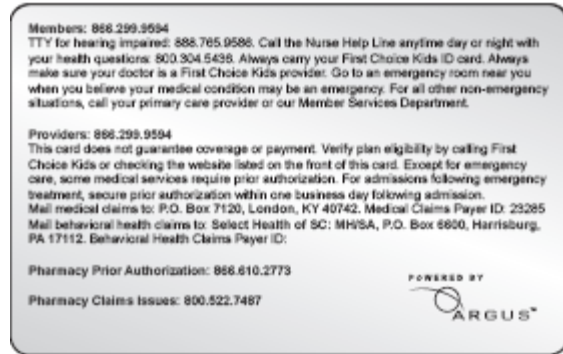 Members: 866.299.9594
TTY for hearing impaired: 888.765.9586. Call the Nurse Help Line anytime day or night with
your health questions: 800.304.5436. Always carry your First Choice Kids ID card. Always
make sure your doctor is a First Choice Kids provider. Go to an emergency room near you
when you believe your medical condition may be an emergency. For all other non-emergency
situations, call your primary care provider or our Member Services Department.
Providers: 866.299.9594
This card does not guarantee coverage or payment. Verify plan eligibility by calling First
Choice Kids or checking the website listed on the front of this card. Except for emergency
care, some medical services require prior authorization. For admissions following emergency
treatment, secure prior authorization within one business day following admission.
Mail medical claims to: P.O. Box 7120, London, KY 40742. Medical Claims Payer ID: 23285
Mail behavioral health claims to: Select Health of SC: MH/SA, P.O. Box 6600, Harrisburg,
PA 17112. Behavioral Health Claims Payer ID:
Pharmacy Prior Authorization: 866.610.2773
Pharmacy Claims Issues: 800.522.7487
POWERED BY
ARGUS™